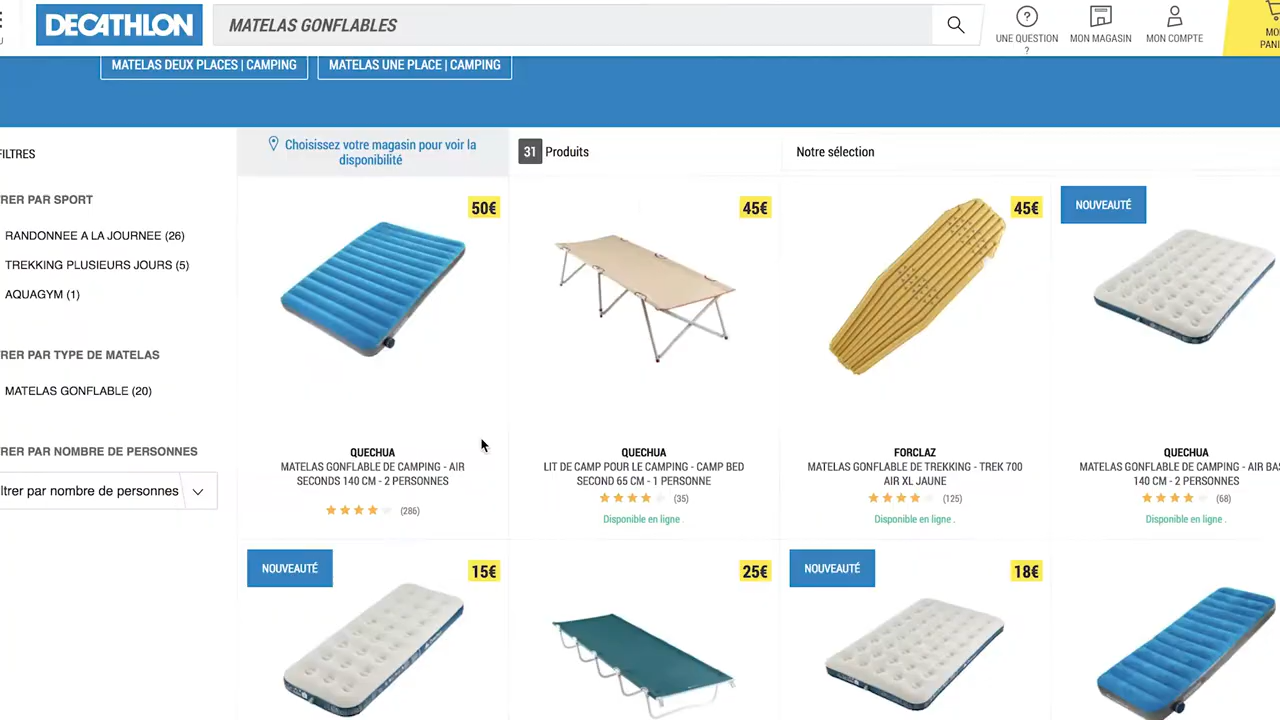 U
DECATHLON
MATELAS GONFLABLES
UNE QUESTION
?
MON MAGASIN
MON COMPTE
MO
PANI
MATELAS DEUX PLACES | CAMPING
MATELAS UNE PLACE | CAMPING
FILTRES
Choisissez votre magasin pour voir la
disponibilité
31 Produits
Notre sélection
TRER PAR SPORT
RANDONNEE A LA JOURNEE (26)
TREKKING PLUSIEURS JOURS (5)
AQUAGYM (1)
TRER PAR TYPE DE MATELAS
MATELAS GONFLABLE (20)
TRER PAR NOMBRE DE PERSONNES
ltrer par nombre de personnes
50€
QUECHUA
MATELAS GONFLABLE DE CAMPING - AIR
SECONDS 140 CM - 2 PERSONNES
(286)
45€
QUECHUA
LIT DE CAMP POUR LE CAMPING - CAMP BED
SECOND 65 CM - 1 PERSONNE
(35)
Disponible en ligne .
45€
FORCLAZ
MATELAS GONFLABLE DE TREKKING - TREK 700
AIR XL JAUNE
(125)
Disponible en ligne .
NOUVEAUTÉ
QUECHUA
MATELAS GONFLABLE DE CAMPING - AIR BAS
140 CM - 2 PERSONNES
(68)
Disponible en ligne .
NOUVEAUTÉ
15€
25€
NOUVEAUTÉ
18€